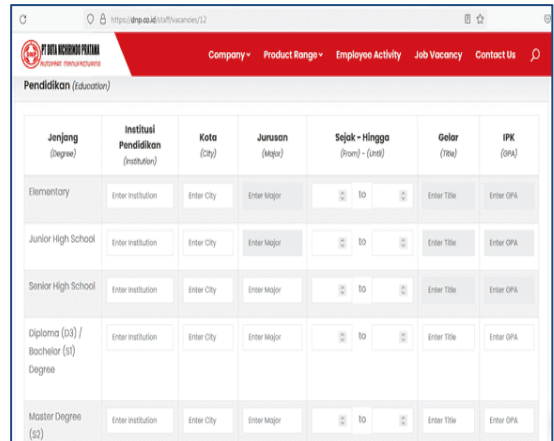 https://dnp.co.id/staff/vacancies/12
DNP PT DUTA NICHIRINDO PRATAMA
AUTOPART MANUFACTURING
Company Product Range Employee Activity Job Vacancy Contact Us
Pendidikan (Education)
Jenjang (Degree) Institusi Pendidikan (Institution) Kota (City) Jurusan (Major) Sejak - Hingga (From) - (Until) Gelar (Title) IPK (GPA)
Elementary Enter Institution Enter City Enter Major to Enter Title Enter GPA
Junior High School Enter Institution Enter City Enter Major to Enter Title Enter GPA
Senior High School Enter Institution Enter City Enter Major to Enter Title Enter GPA
Diploma (D3) / Bachelor (S1) Degree Enter Institution Enter City Enter Major to Enter Title Enter GPA
Master Degree (S2) Enter Institution Enter City Enter Major to Enter Title Enter GPA